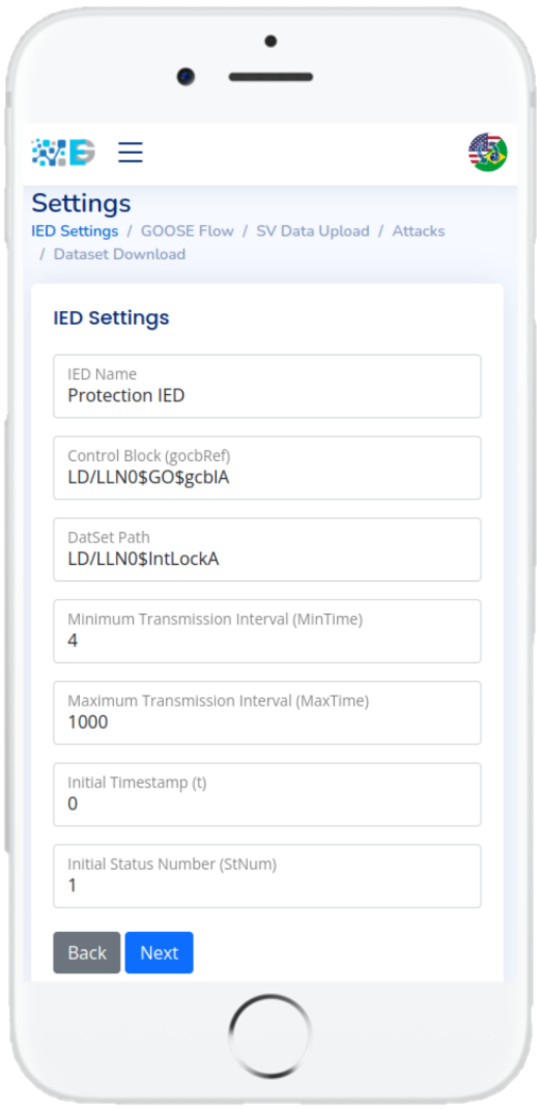 Settings
IED Settings / GOOSE Flow / SV Data Upload / Attacks
/ Dataset Download
IED Settings
IED Name
Protection IED
Control Block (gocbRef)
LD/LLN0$GO$gcblA
DatSet Path
LD/LLN0$IntLockA
Minimum Transmission Interval (MinTime)
4
Maximum Transmission Interval (MaxTime)
1000
Initial Timestamp (t)
0
Initial Status Number (StNum)
1
Back Next